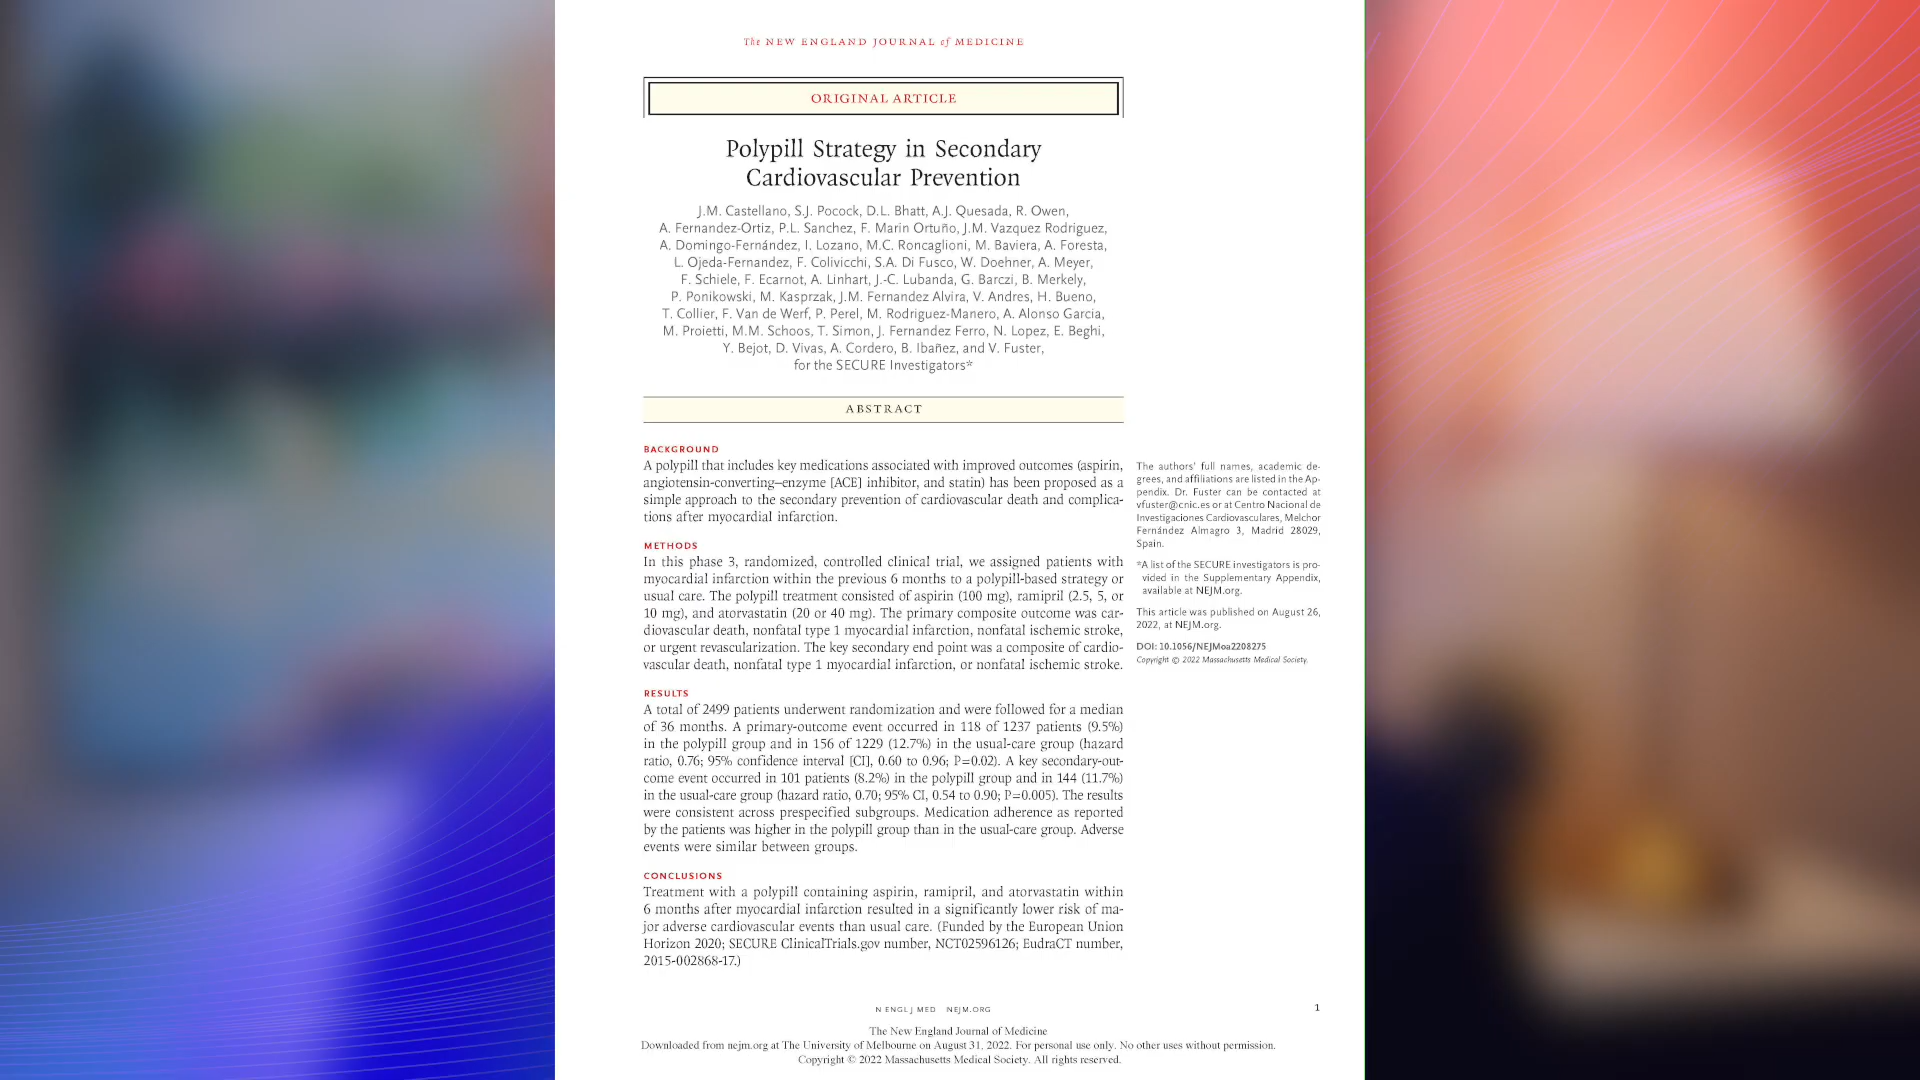 The NEW ENGLAND JOURNAL of MEDICINE
ORIGINAL ARTICLE
Polypill Strategy in Secondary
Cardiovascular Prevention
J.M. Castellano, S.J. Pocock, D.L. Bhatt, A.J. Quesada, R. Owen,
A. Fernandez-Ortiz, P.L. Sanchez, F. Marin Ortuño, J.M. Vazquez Rodriguez,
A. Domingo-Fernández, I. Lozano, M.C. Roncaglioni, M. Baviera, A. Foresta,
L. Ojeda-Fernandez, F. Colivicchi, S.A. Di Fusco, W. Doehner, A. Meyer,
F. Schiele, F. Ecarnot, A. Linhart, J.-C. Lubanda, G. Barczi, B. Merkely,
P. Ponikowski, M. Kasprzak, J.M. Fernandez Alvira, V. Andres, H. Bueno,
T. Collier, F. Van de Werf, P. Perel, M. Rodriguez-Manero, A. Alonso Garcia,
M. Proietti, M.M. Schoos, T. Simon, J. Fernandez Ferro, N. Lopez, E. Beghi,
Y. Bejot, D. Vivas, A. Cordero, B. Ibañez, and V. Fuster,
for the SECURE Investigators*
ABSTRACT
BACKGROUND
A polypill that includes key medications associated with improved outcomes (aspirin,
angiotensin-converting–enzyme [ACE] inhibitor, and statin) has been proposed as a
simple approach to the secondary prevention of cardiovascular death and complica-
tions after myocardial infarction.
METHODS
In this phase 3, randomized, controlled clinical trial, we assigned patients with
myocardial infarction within the previous 6 months to a polypill-based strategy or
usual care. The polypill treatment consisted of aspirin (100 mg), ramipril (2.5, 5, or
10 mg), and atorvastatin (20 or 40 mg). The primary composite outcome was car-
diovascular death, nonfatal type 1 myocardial infarction, nonfatal ischemic stroke,
or urgent revascularization. The key secondary end point was a composite of cardio-
vascular death, nonfatal type 1 myocardial infarction, or nonfatal ischemic stroke.
RESULTS
A total of 2499 patients underwent randomization and were followed for a median
of 36 months. A primary-outcome event occurred in 118 of 1237 patients (9.5%)
in the polypill group and in 156 of 1229 (12.7%) in the usual-care group (hazard
ratio, 0.76; 95% confidence interval [CI], 0.60 to 0.96; P=0.02). A key secondary-out-
come event occurred in 101 patients (8.2%) in the polypill group and in 144 (11.7%)
in the usual-care group (hazard ratio, 0.70; 95% CI, 0.54 to 0.90; P=0.005). The results
were consistent across prespecified subgroups. Medication adherence as reported
by the patients was higher in the polypill group than in the usual-care group. Adverse
events were similar between groups.
CONCLUSIONS
Treatment with a polypill containing aspirin, ramipril, and atorvastatin within
6 months after myocardial infarction resulted in a significantly lower risk of ma-
jor adverse cardiovascular events than usual care. (Funded by the European Union
Horizon 2020; SECURE ClinicalTrials.gov number, NCT02596126; EudraCT number,
2015-002868-17.)
The authors' full names, academic de-
grees, and affiliations are listed in the Ap-
pendix. Dr. Fuster can be contacted at
vfuster@cnic.es or at Centro Nacional de
Investigaciones Cardiovasculares, Melchor
Fernández Almagro 3, Madrid 28029,
Spain.
*A list of the SECURE investigators is pro-
vided in the Supplementary Appendix,
available at NEJM.org.
This article was published on August 26,
2022, at NEJM.org.
DOI: 10.1056/NEJMoa2208275
Copyright © 2022 Massachusetts Medical Society.
N ENGL J MED NEJM.ORG
1
The New England Journal of Medicine
Downloaded from nejm.org at The University of Melbourne on August 31, 2022. For personal use only. No other uses without permission.
Copyright © 2022 Massachusetts Medical Society. All rights reserved.